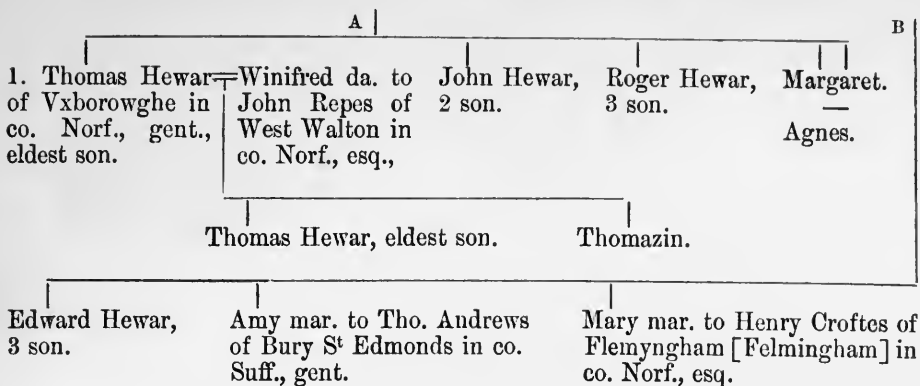 A
B
1. Thomas Hewar
of Vxborowghe in
co. Norf., gent.,
eldest son.
Winifred da. to
John Repes of
West Walton in
co. Norf., esq.,
John Hewar,
2 son.
Roger Hewar,
3 son.
Margaret.
—
Agnes.
Thomas Hewar, eldest son.
Thomazin.
Edward Hewar,
3 son.
Amy mar. to Tho. Andrews
of Bury Sᵗ Edmonds in co.
Suff., gent.
Mary mar. to Henry Croftes of
Flemyngham [Felmingham] in
co. Norf., esq.